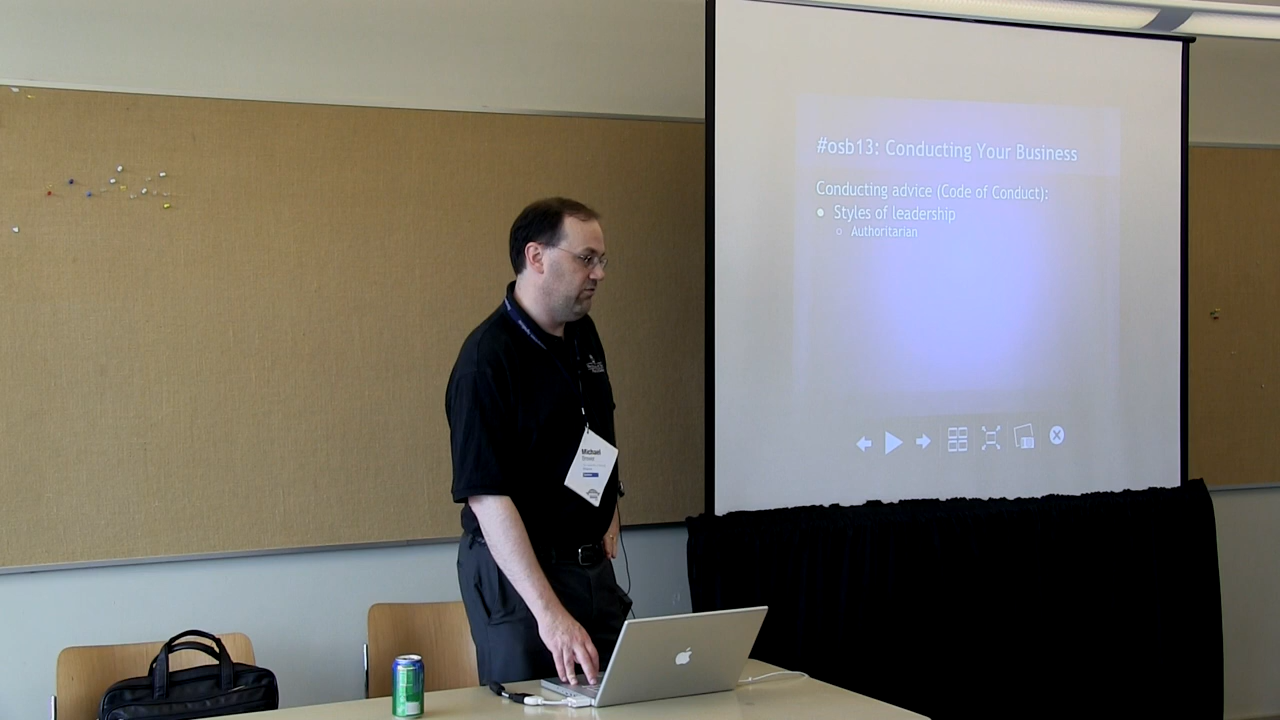 #osb13: Conducting Your Business
Conducting advice (Code of Conduct):
Styles of leadership
Authoritarian
Michael